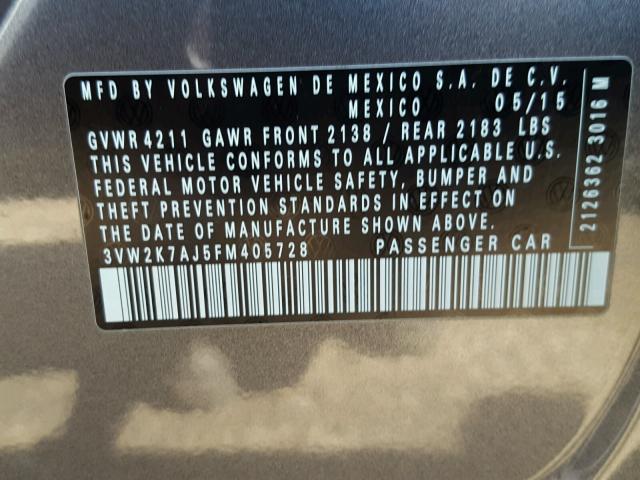 MFD BY VOLKSWAGEN DE MEXICO S.A. DE C.V.
MEXICO 05/15
GVWR 4211 GAWR FRONT 2138 / REAR 2183 LBS
THIS VEHICLE CONFORMS TO ALL APPLICABLE U.S.
FEDERAL MOTOR VEHICLE SAFETY, BUMPER AND
THEFT PREVENTION STANDARDS IN EFFECT ON
THE DATE OF MANUFACTURE SHOWN ABOVE.
3VW2K7AJ5FM405728 PASSENGER CAR
2126362 3016 M